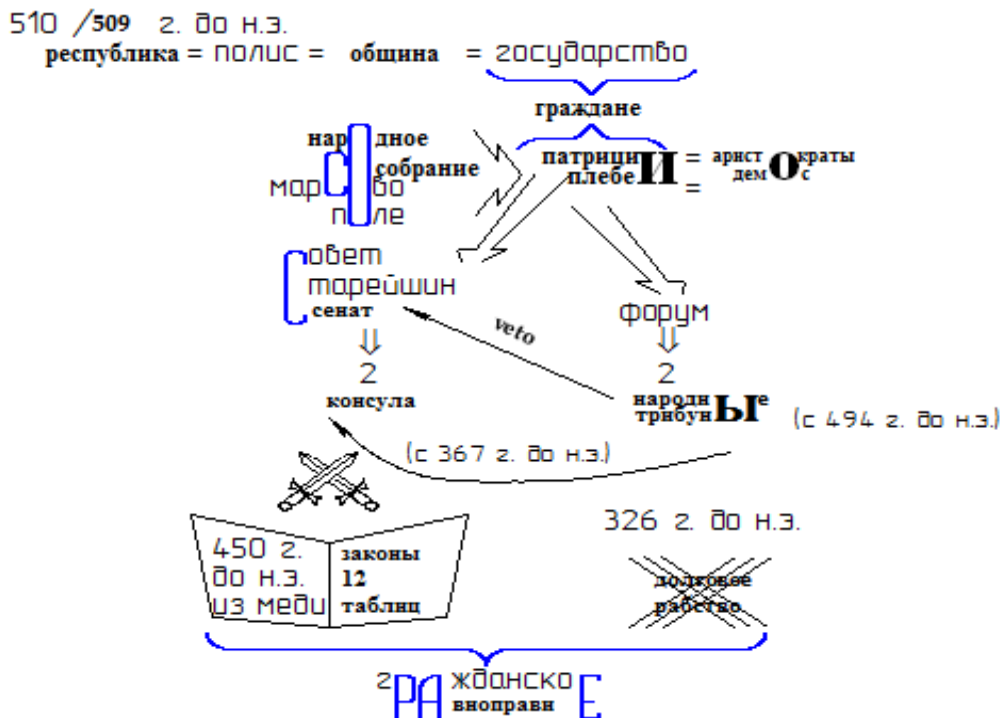 510 /509 г. до н.э.
республика = полис = община = государство
граждане
народное
собрание
марсово
поле
патриции = аристократы
плебеи = демос
Совет
Старейшин
сенат
форум
veto
2
2
консула
народные
трибуны
(с 494 г. до н.э.)
(с 367 г. до н.э.)
450 г.
до н.э.
из меди
законы
12
таблиц
326 г. до н.э.
долговое
рабство
гРАжданскоЕ
РАвноправиЕ